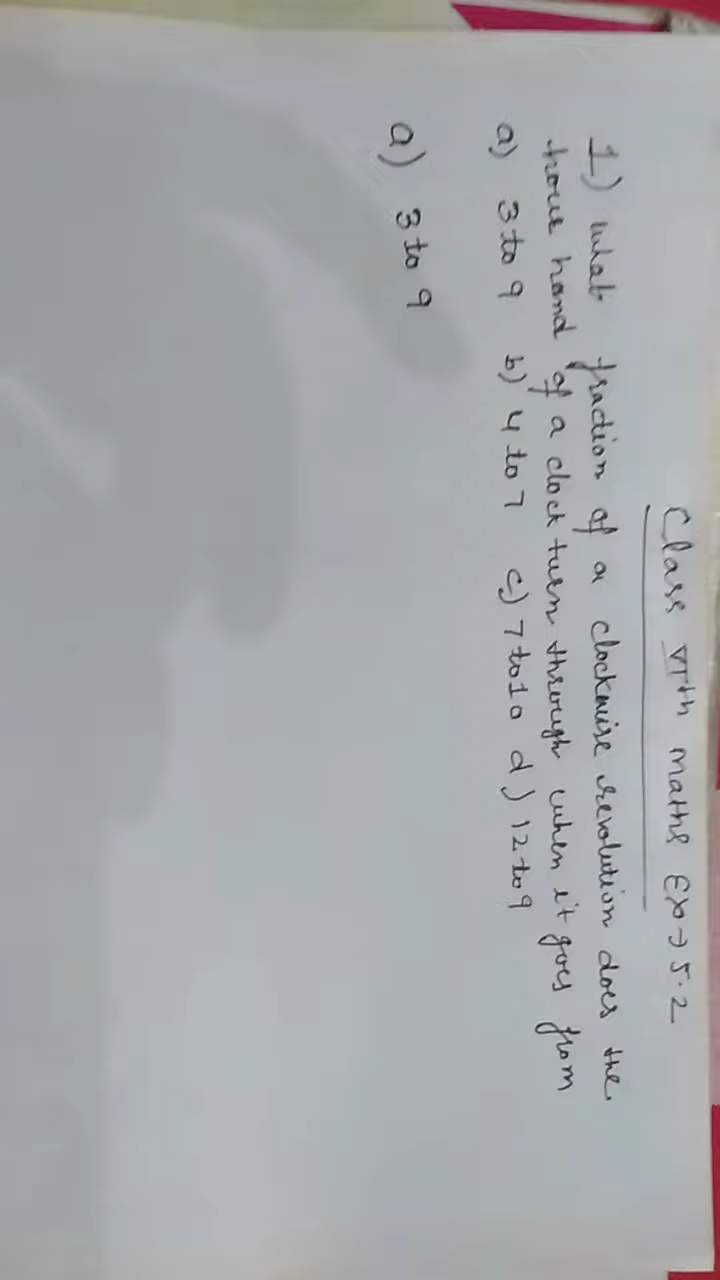 Class VIth maths Ex→5.2
1) what fraction of a clockwise revolution does the
hour hand of a clock turn through when it goes from
a) 3 to 9 b) 4 to 7 c) 7 to 10 d) 12 to 9
a) 3 to 9